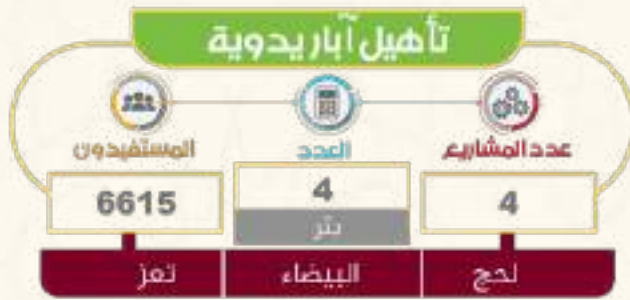 تأهيل آبار يدوية
عدد المشاريع العدد المستفيدون
4 4 6615
بئر
لحج البيضاء تعز